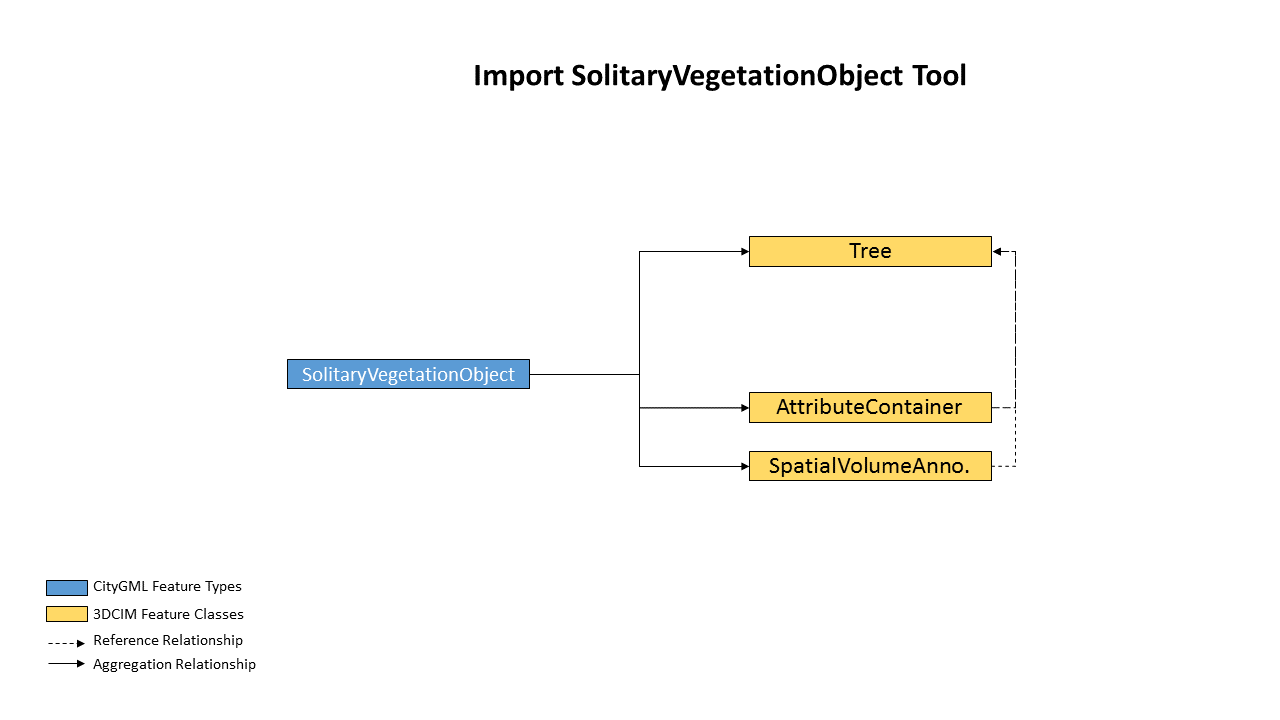 Import SolitaryVegetationObject Tool
Tree
SolitaryVegetationObject
AttributeContainer
SpatialVolumeAnno.
CityGML Feature Types
3DCIM Feature Classes
Reference Relationship
Aggregation Relationship